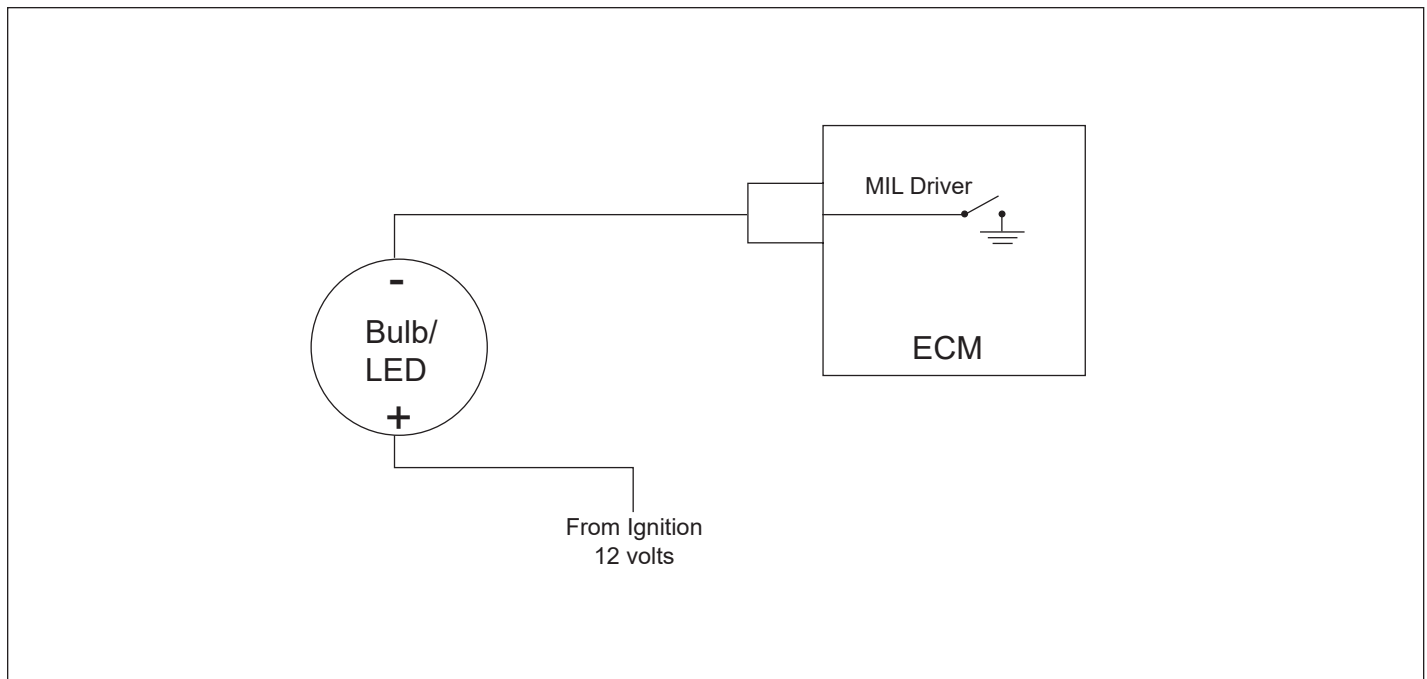 MIL Driver
-
Bulb/
LED
+
ECM
From Ignition
12 volts